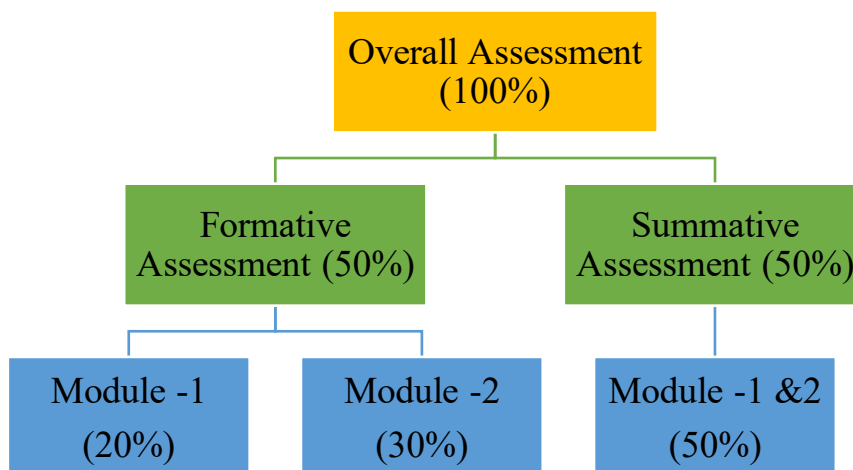 Overall Assessment
(100%)
Formative
Assessment (50%)
Summative
Assessment (50%)
Module -1
(20%)
Module -2
(30%)
Module -1 &2
(50%)